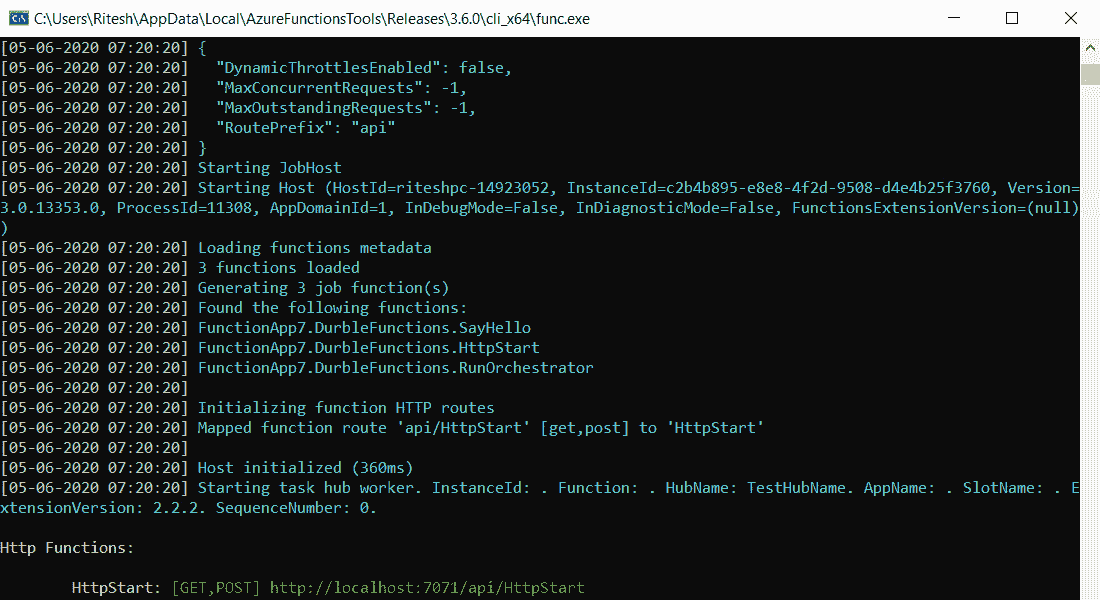 C:\Users\Ritesh\AppData\Local\AzureFunctionsTools\Releases\3.6.0\cli_x64\func.exe
[05-06-2020 07:20:20] {
[05-06-2020 07:20:20]   "DynamicThrottlesEnabled": false,
[05-06-2020 07:20:20]   "MaxConcurrentRequests": -1,
[05-06-2020 07:20:20]   "MaxOutstandingRequests": -1,
[05-06-2020 07:20:20]   "RoutePrefix": "api"
[05-06-2020 07:20:20] }
[05-06-2020 07:20:20] Starting JobHost
[05-06-2020 07:20:20] Starting Host (HostId=riteshpc-14923052, InstanceId=c2b4b895-e8e8-4f2d-9508-d4e4b25f3760, Version=
3.0.13353.0, ProcessId=11308, AppDomainId=1, InDebugMode=False, InDiagnosticMode=False, FunctionsExtensionVersion=(null)
)
[05-06-2020 07:20:20] Loading functions metadata
[05-06-2020 07:20:20] 3 functions loaded
[05-06-2020 07:20:20] Generating 3 job function(s)
[05-06-2020 07:20:20] Found the following functions:
[05-06-2020 07:20:20] FunctionApp7.DurbleFunctions.SayHello
[05-06-2020 07:20:20] FunctionApp7.DurbleFunctions.HttpStart
[05-06-2020 07:20:20] FunctionApp7.DurbleFunctions.RunOrchestrator
[05-06-2020 07:20:20]
[05-06-2020 07:20:20] Initializing function HTTP routes
[05-06-2020 07:20:20] Mapped function route 'api/HttpStart' [get,post] to 'HttpStart'
[05-06-2020 07:20:20]
[05-06-2020 07:20:20] Host initialized (360ms)
[05-06-2020 07:20:20] Starting task hub worker. InstanceId: . Function: . HubName: TestHubName. AppName: . SlotName: . E
xtensionVersion: 2.2.2. SequenceNumber: 0.
Http Functions:
HttpStart: [GET,POST] http://localhost:7071/api/HttpStart